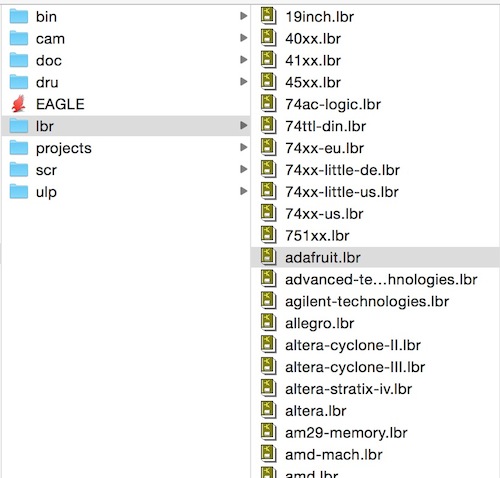 bin
cam
doc
dru
EAGLE
lbr
projects
scr
ulp
19inch.lbr
40xx.lbr
41xx.lbr
45xx.lbr
74ac-logic.lbr
74ttl-din.lbr
74xx-eu.lbr
74xx-little-de.lbr
74xx-little-us.lbr
74xx-us.lbr
751xx.lbr
adafruit.lbr
advanced-te...hnologies.lbr
agilent-technologies.lbr
allegro.lbr
altera-cyclone-II.lbr
altera-cyclone-III.lbr
altera-stratix-iv.lbr
altera.lbr
am29-memory.lbr
amd-mach.lbr
amd.lbr